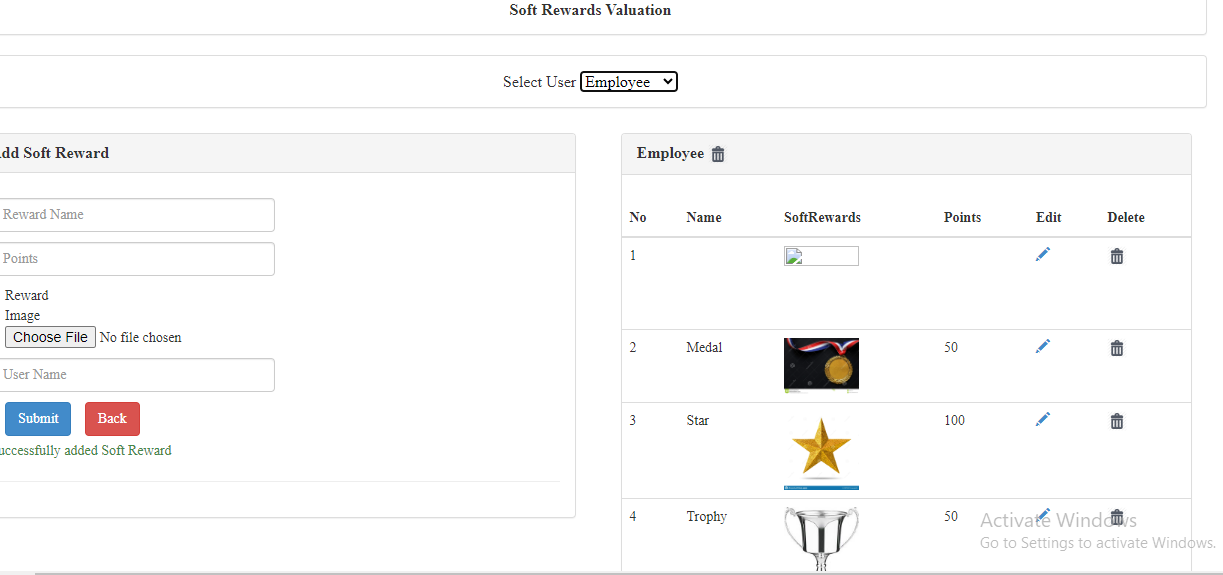 Soft Rewards Valuation
Select User Employee
dd Soft Reward
Reward Name
Points
Reward
Image
Choose File No file chosen
User Name
Submit Back
uccessfully added Soft Reward
Employee
No Name SoftRewards Points Edit Delete
1
2 Medal 50
3 Star 100
4 Trophy 50
Activate Windows
Go to Settings to activate Windows.